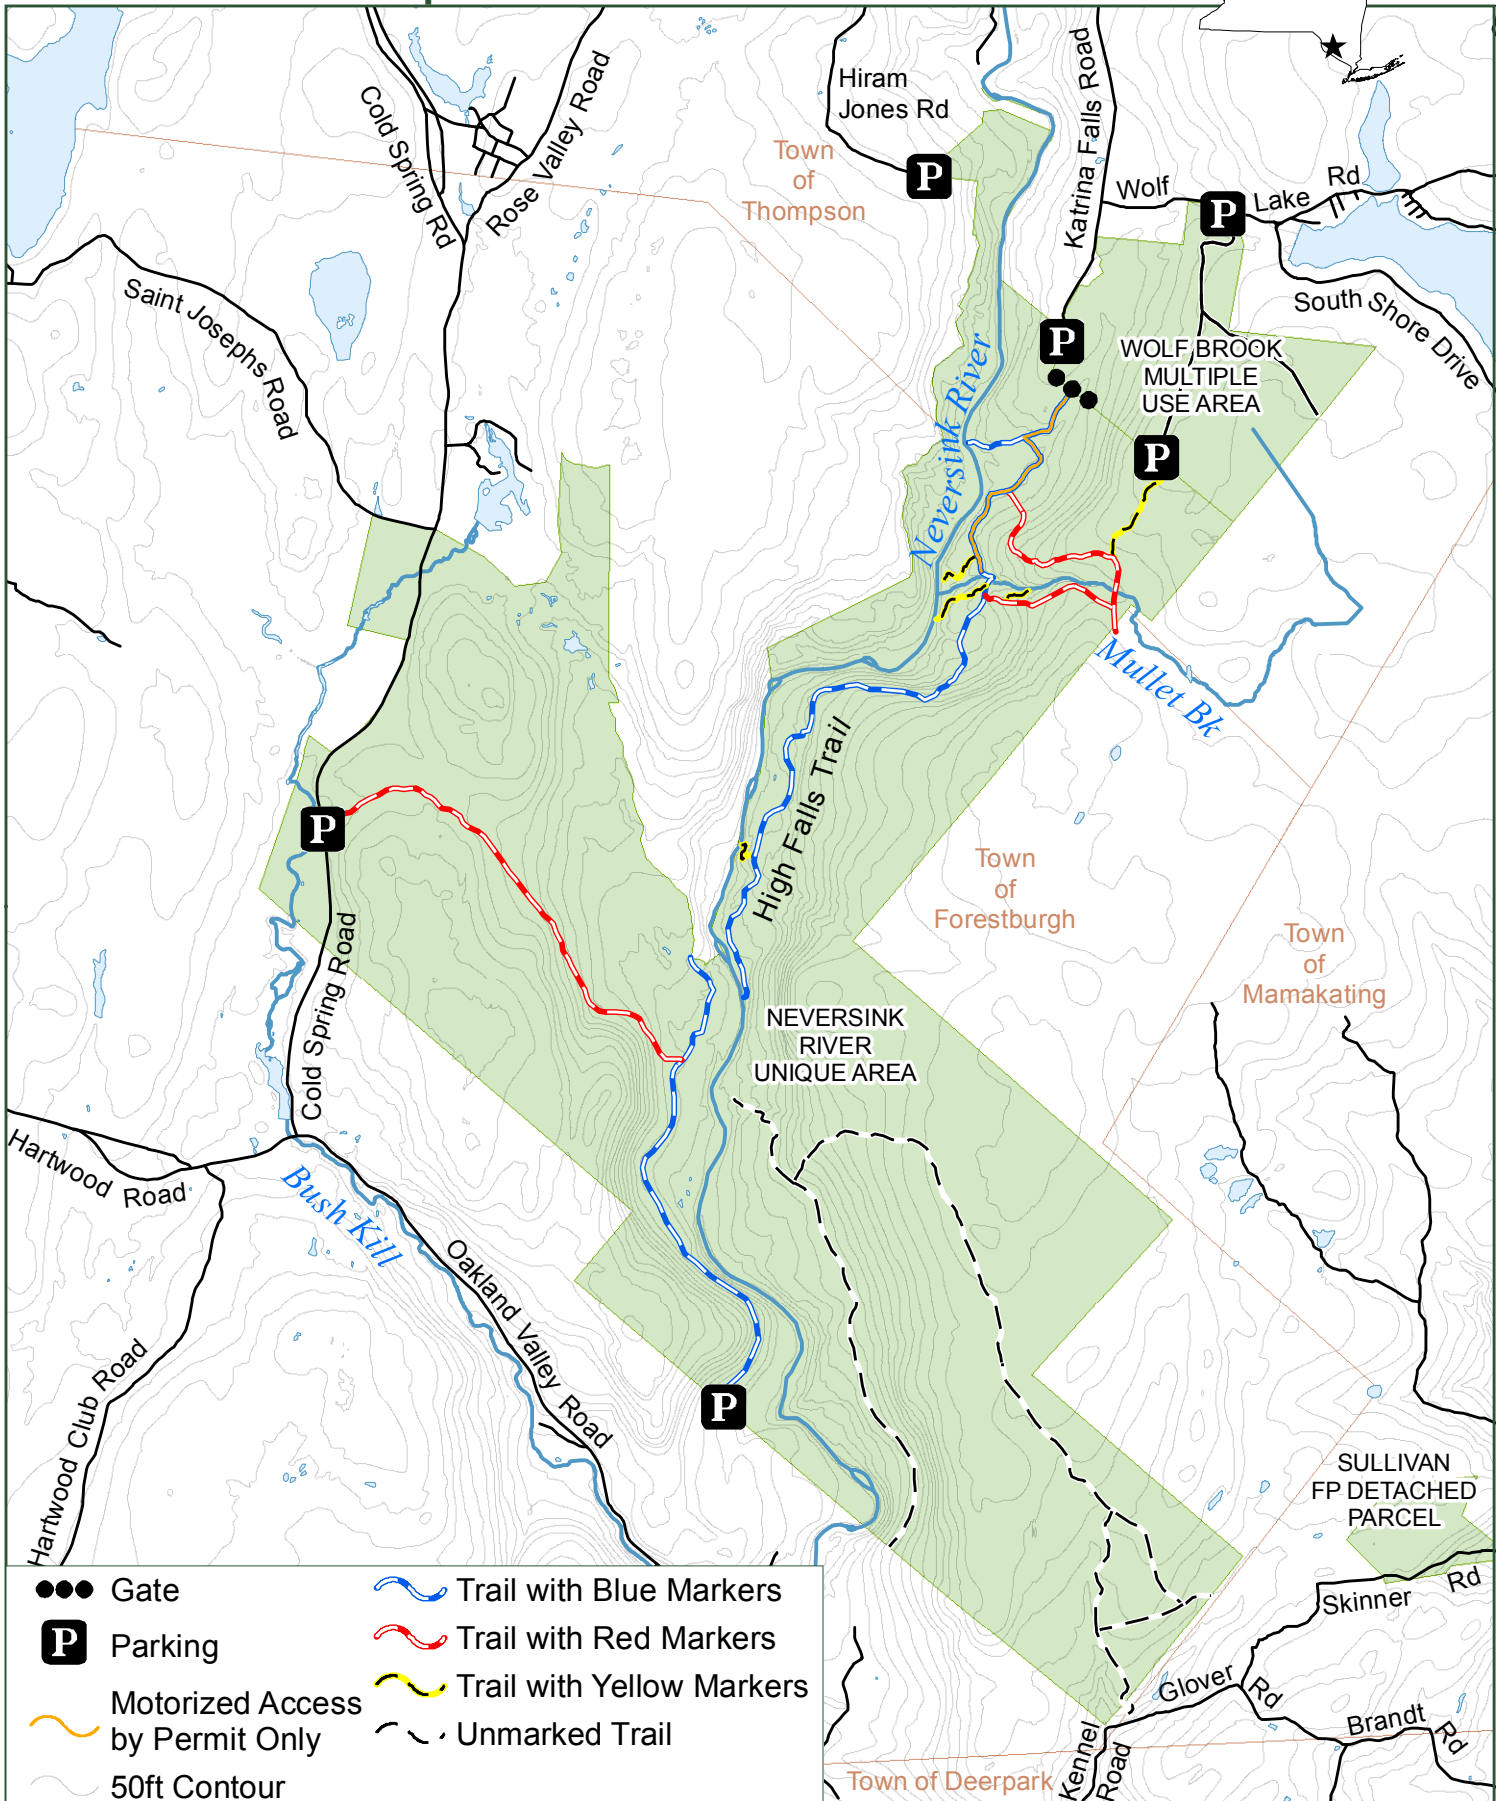 Hiram
Jones Rd
Katrina Falls Road
Cold Spring Rd
Rose Valley Road
Town
of
Thompson
P
Wolf
Lake
Rd
P
South Shore Drive
Saint Josephs Road
P
WOLF BROOK
MULTIPLE
USE AREA
Neversink River
P
Mullet Bk
High Falls Trail
P
Town
of
Forestburgh
Town
of
Mamakating
Cold Spring Road
NEVERSINK
RIVER
UNIQUE AREA
Hartwood
Road
Bush Kill
Oakland Valley Road
Hartwood Club Road
P
SULLIVAN
FP DETACHED
PARCEL
Skinner
Rd
Glover
Rd
Brandt
Rd
Kennel
Road
Town of Deerpark
Gate
P
Parking
Motorized Access
by Permit Only
50ft Contour
Trail with Blue Markers
Trail with Red Markers
Trail with Yellow Markers
Unmarked Trail